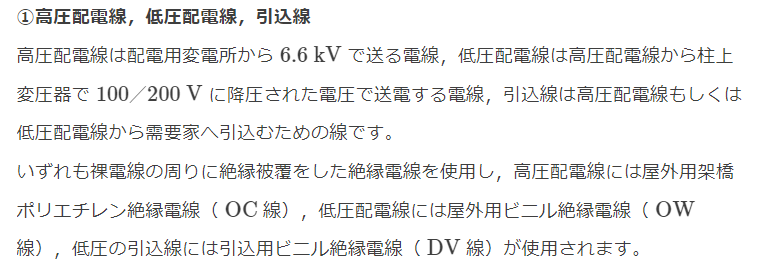 ①高圧配電線，低圧配電線，引込線
高圧配電線は配電用変電所から 6.6 kV で送る電線，低圧配電線は高圧配電線から柱上
変圧器で 100／200 V に降圧された電圧で送電する電線，引込線は高圧配電線もしくは
低圧配電線から需要家へ引込むための線です。
いずれも裸電線の周りに絶縁被覆をした絶縁電線を使用し，高圧配電線には屋外用架橋
ポリエチレン絶縁電線（ OC 線），低圧配電線には屋外用ビニル絶縁電線（ OW
線），低圧の引込線には引込用ビニル絶縁電線（ DV 線）が使用されます。